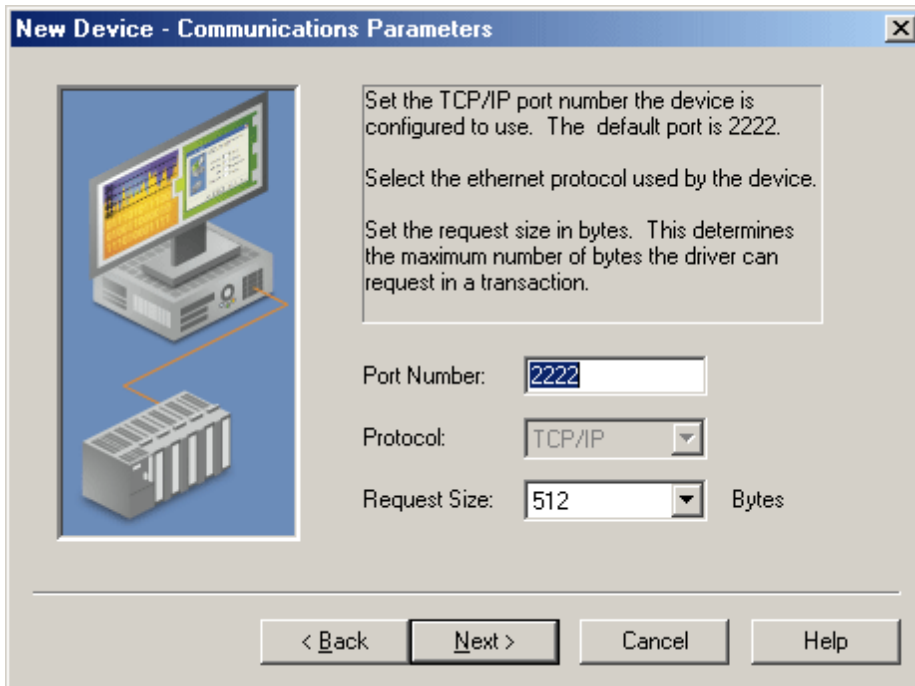 New Device - Communications Parameters
Set the TCP/IP port number the device is
configured to use.  The  default port is 2222.
Select the ethernet protocol used by the device.
Set the request size in bytes.  This determines
the maximum number of bytes the driver can
request in a transaction.
Port Number: 2222
Protocol: TCP/IP
Request Size: 512 Bytes
< Back Next > Cancel Help